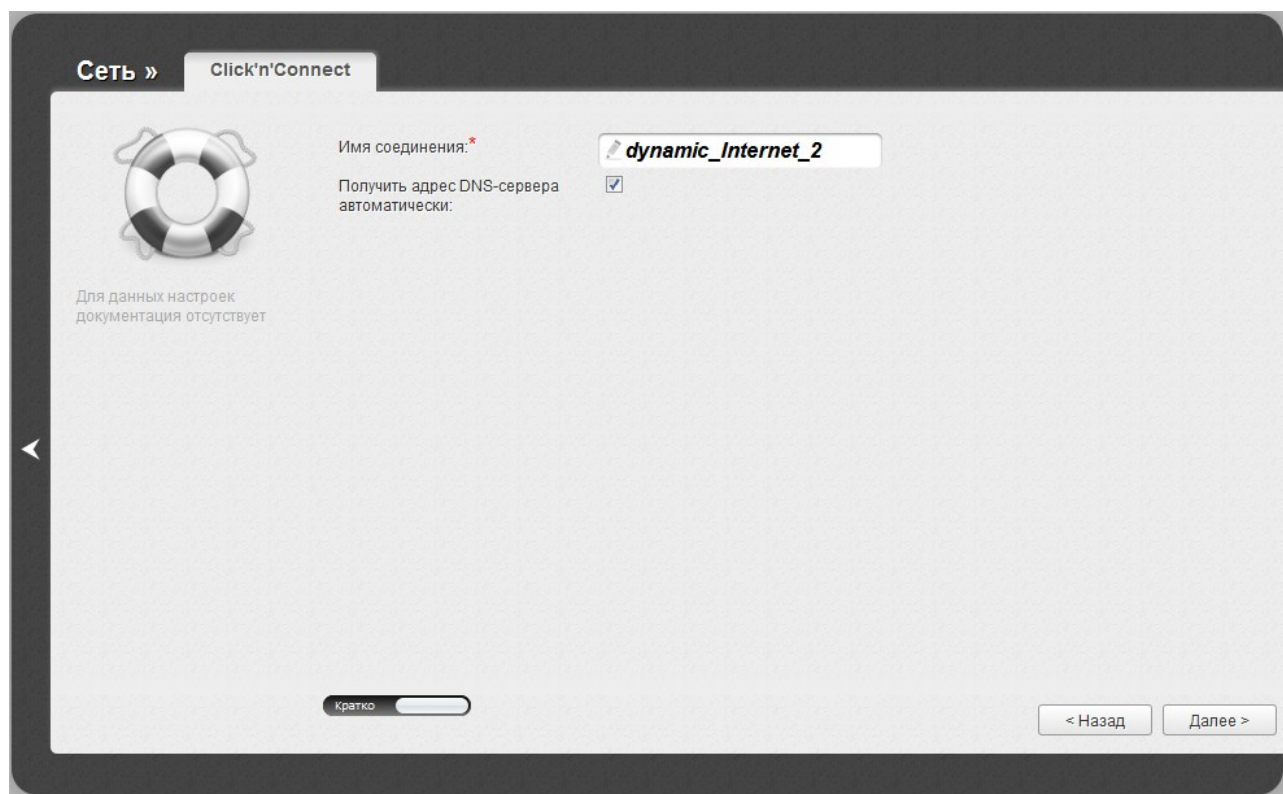 Сеть »
Click'n'Connect
Имя соединения:*
dynamic_Internet_2
Получить адрес DNS-сервера
автоматически:
Для данных настроек
документация отсутствует
Кратко
< Назад
Далее >